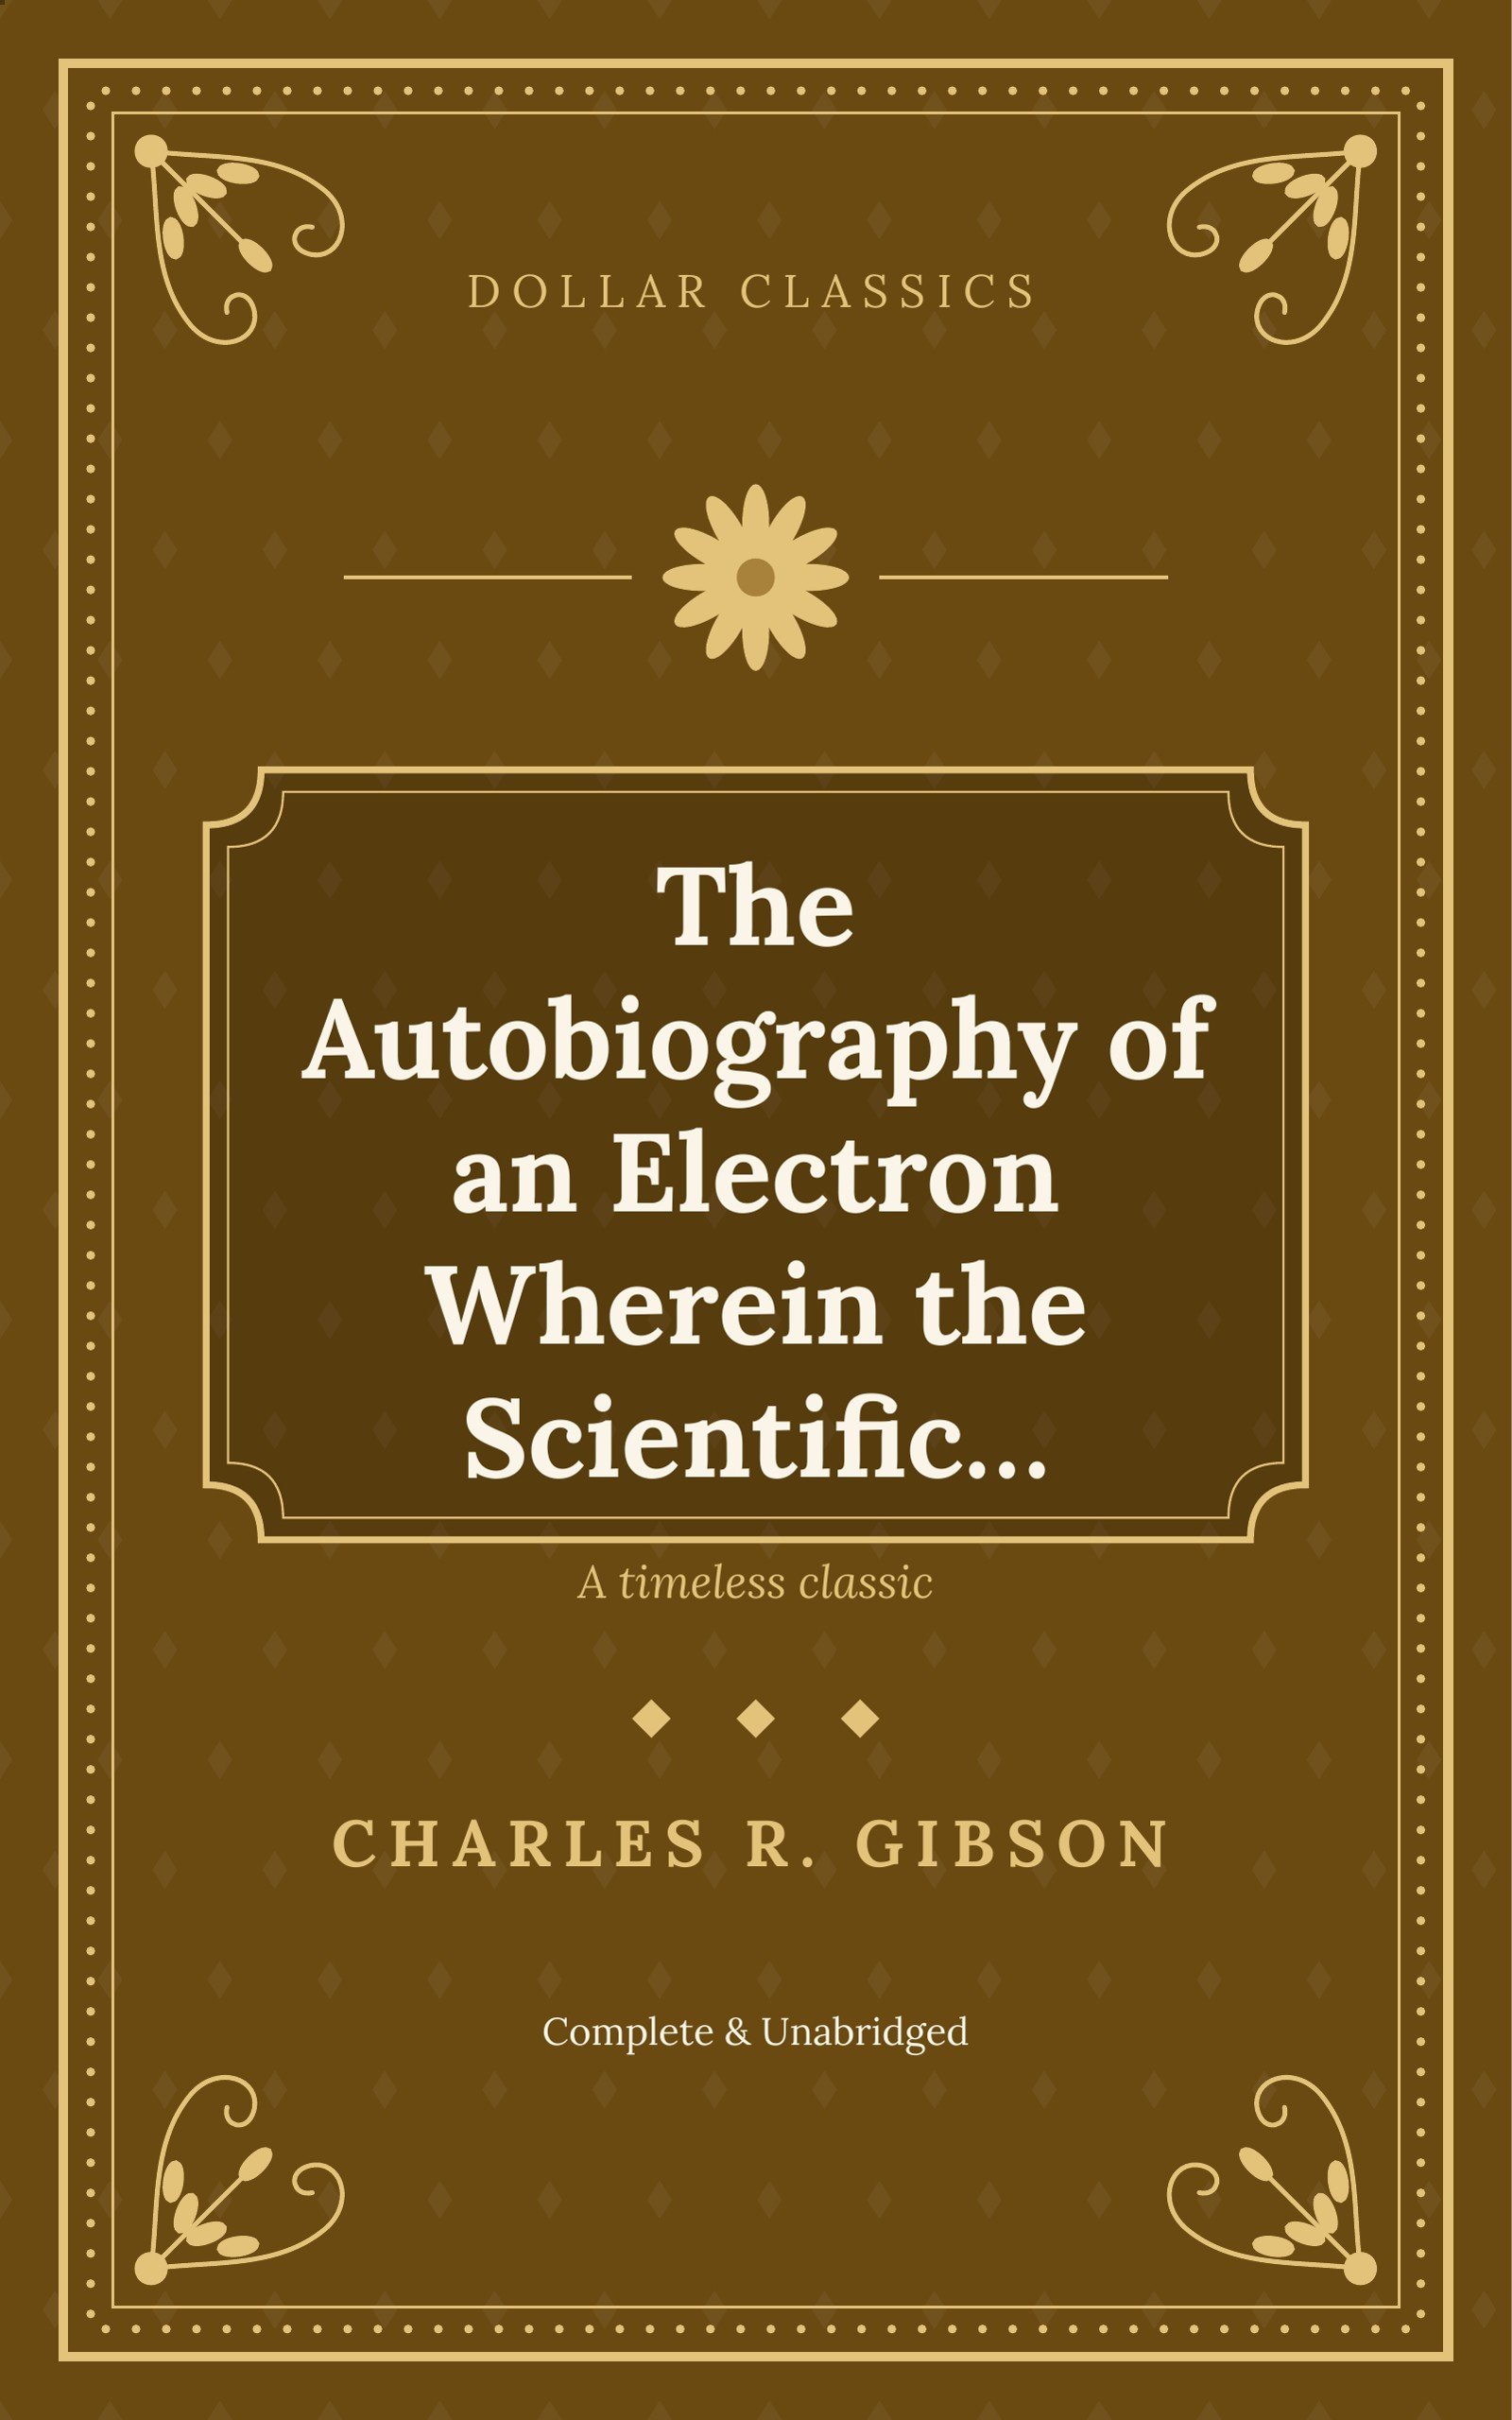 DOLLAR CLASSICS
The
Autobiography of
an Electron
Wherein the
Scientific...
A timeless classic
CHARLES R. GIBSON
Complete & Unabridged